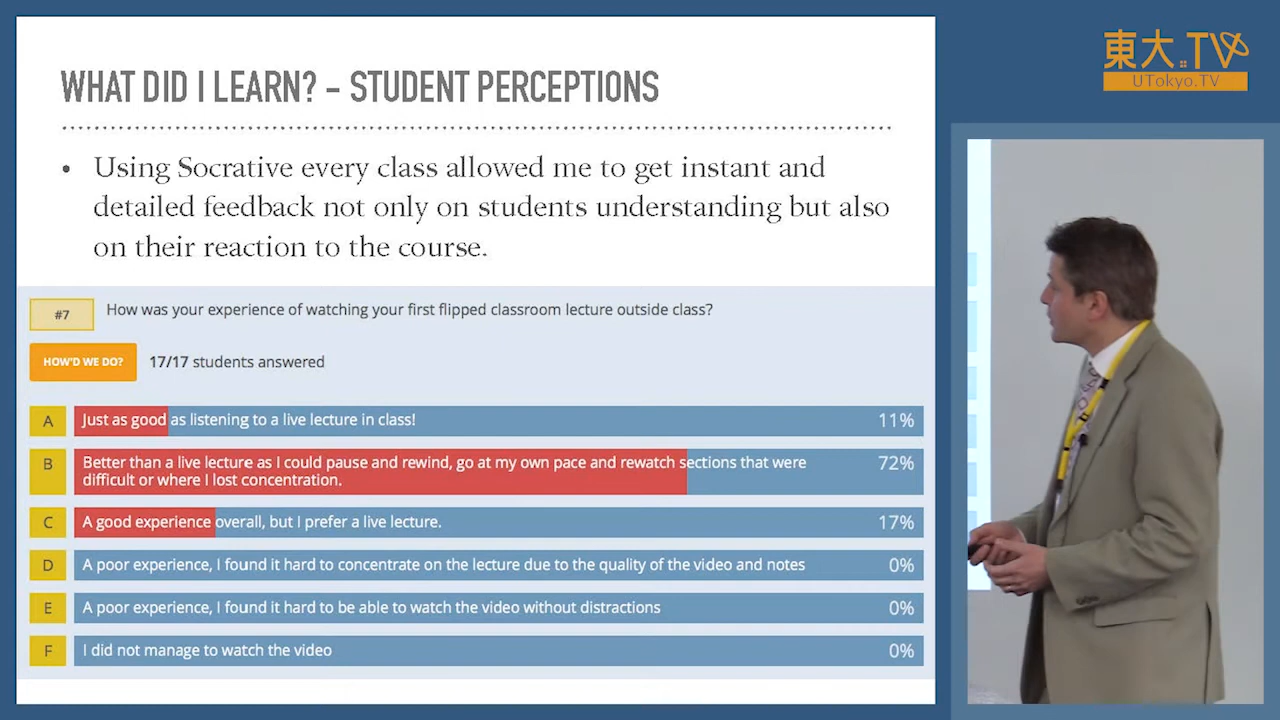 WHAT DID I LEARN? - STUDENT PERCEPTIONS
• Using Socrative every class allowed me to get instant and
detailed feedback not only on students understanding but also
on their reaction to the course.
#7 How was your experience of watching your first flipped classroom lecture outside class?
HOW'D WE DO? 17/17 students answered
A Just as good as listening to a live lecture in class! 11%
B Better than a live lecture as I could pause and rewind, go at my own pace and rewatch sections that were 72%
difficult or where I lost concentration.
C A good experience overall, but I prefer a live lecture. 17%
D A poor experience, I found it hard to concentrate on the lecture due to the quality of the video and notes 0%
E A poor experience, I found it hard to be able to watch the video without distractions 0%
F I did not manage to watch the video 0%
東大.TV
UTokyo.TV